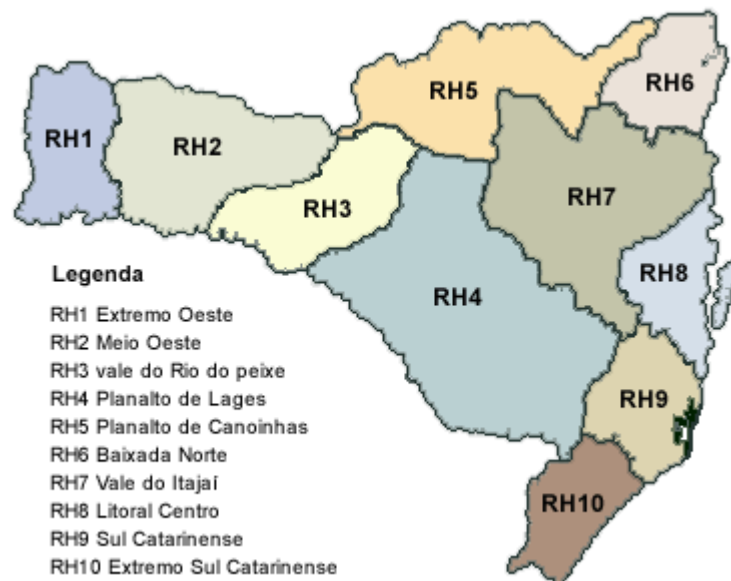 RH6
RH5
RH1
RH2
RH7
RH3
RH8
RH4
RH9
RH10
Legenda
RH1 Extremo Oeste
RH2 Meio Oeste
RH3 vale do Rio do peixe
RH4 Planalto de Lages
RH5 Planalto de Canoinhas
RH6 Baixada Norte
RH7 Vale do Itajaí
RH8 Litoral Centro
RH9 Sul Catarinense
RH10 Extremo Sul Catarinense